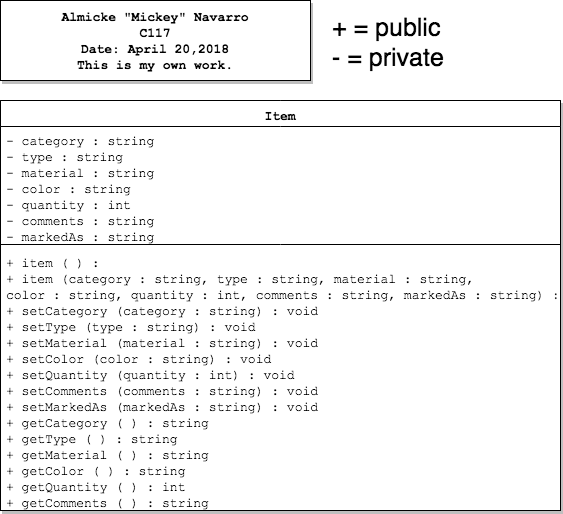 Almicke "Mickey" Navarro
C117
Date: April 20,2018
This is my own work.
+ = public
- = private
Item
- category : string
- type : string
- material : string
- color : string
- quantity : int
- comments : string
- markedAs : string
+ item ( ) :
+ item (category : string, type : string, material : string,
color : string, quantity : int, comments : string, markedAs : string) :
+ setCategory (category : string) : void
+ setType (type : string) : void
+ setMaterial (material : string) : void
+ setColor (color : string) : void
+ setQuantity (quantity : int) : void
+ setComments (comments : string) : void
+ setMarkedAs (markedAs : string) : void
+ getCategory ( ) : string
+ getType ( ) : string
+ getMaterial ( ) : string
+ getColor ( ) : string
+ getQuantity ( ) : int
+ getComments ( ) : string